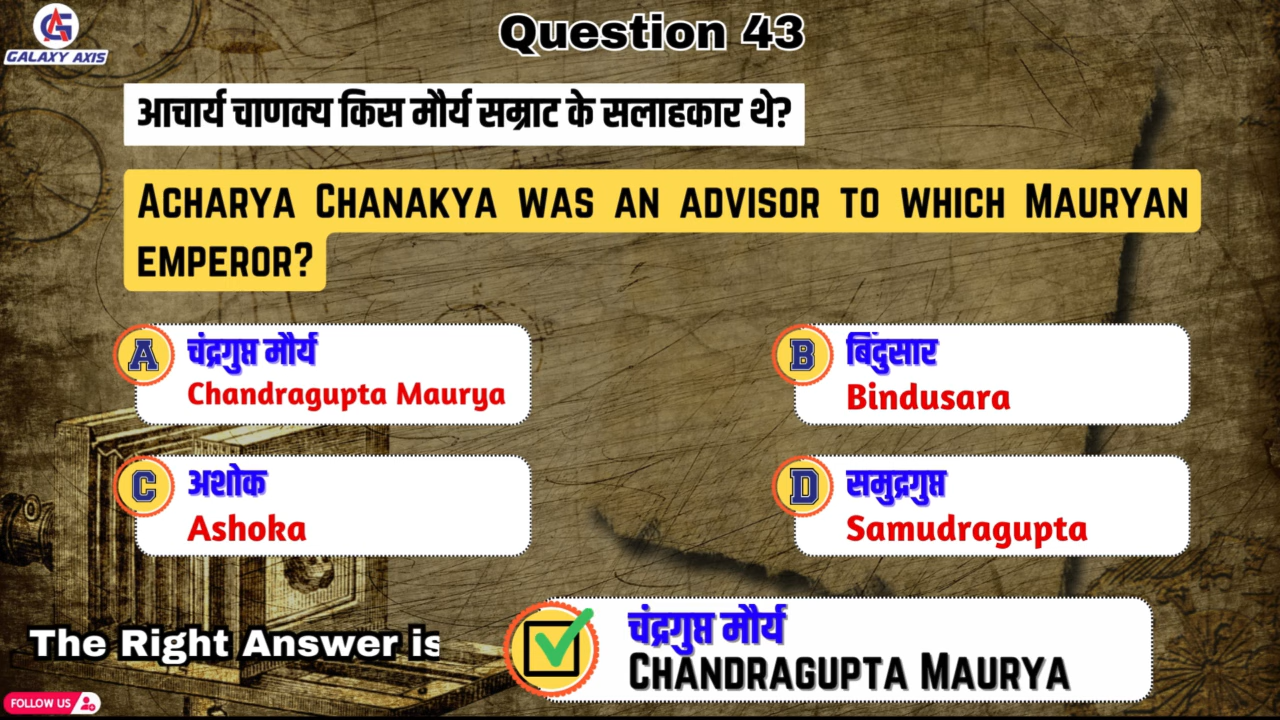 GALAXY AXIS
Question 43
आचार्य चाणक्य किस मौर्य सम्राट के सलाहकार थे?
ACHARYA CHANAKYA WAS AN ADVISOR TO WHICH MAURYAN
EMPEROR?
A
चंद्रगुप्त मौर्य
Chandragupta Maurya
B
बिंदुसार
Bindusara
C
अशोक
Ashoka
D
समुद्रगुप्त
Samudragupta
The Right Answer is
चंद्रगुप्त मौर्य
CHANDRAGUPTA MAURYA
FOLLOW US